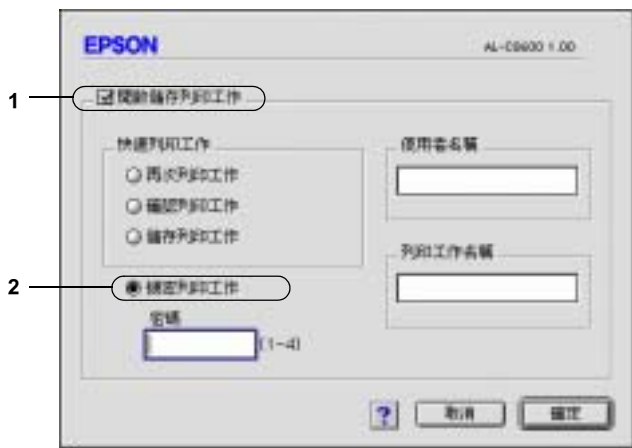 EPSON
AL-C8600 1.00
1
開啟儲存列印工作
快速列印工作
再次列印工作
確認列印工作
儲存列印工作
2
機密列印工作
密碼
(1~4)
使用者名稱
列印工作名稱
?
取消
確定